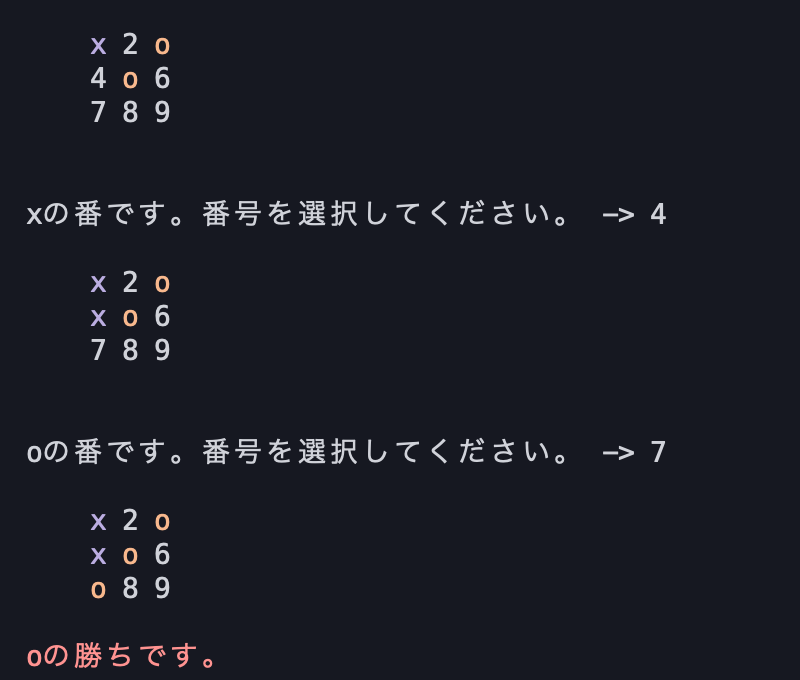 x 2 o
4 o 6
7 8 9
xの番です。番号を選択してください。 —> 4
x 2 o
x o 6
7 8 9
oの番です。番号を選択してください。 —> 7
x 2 o
x o 6
o 8 9
oの勝ちです。